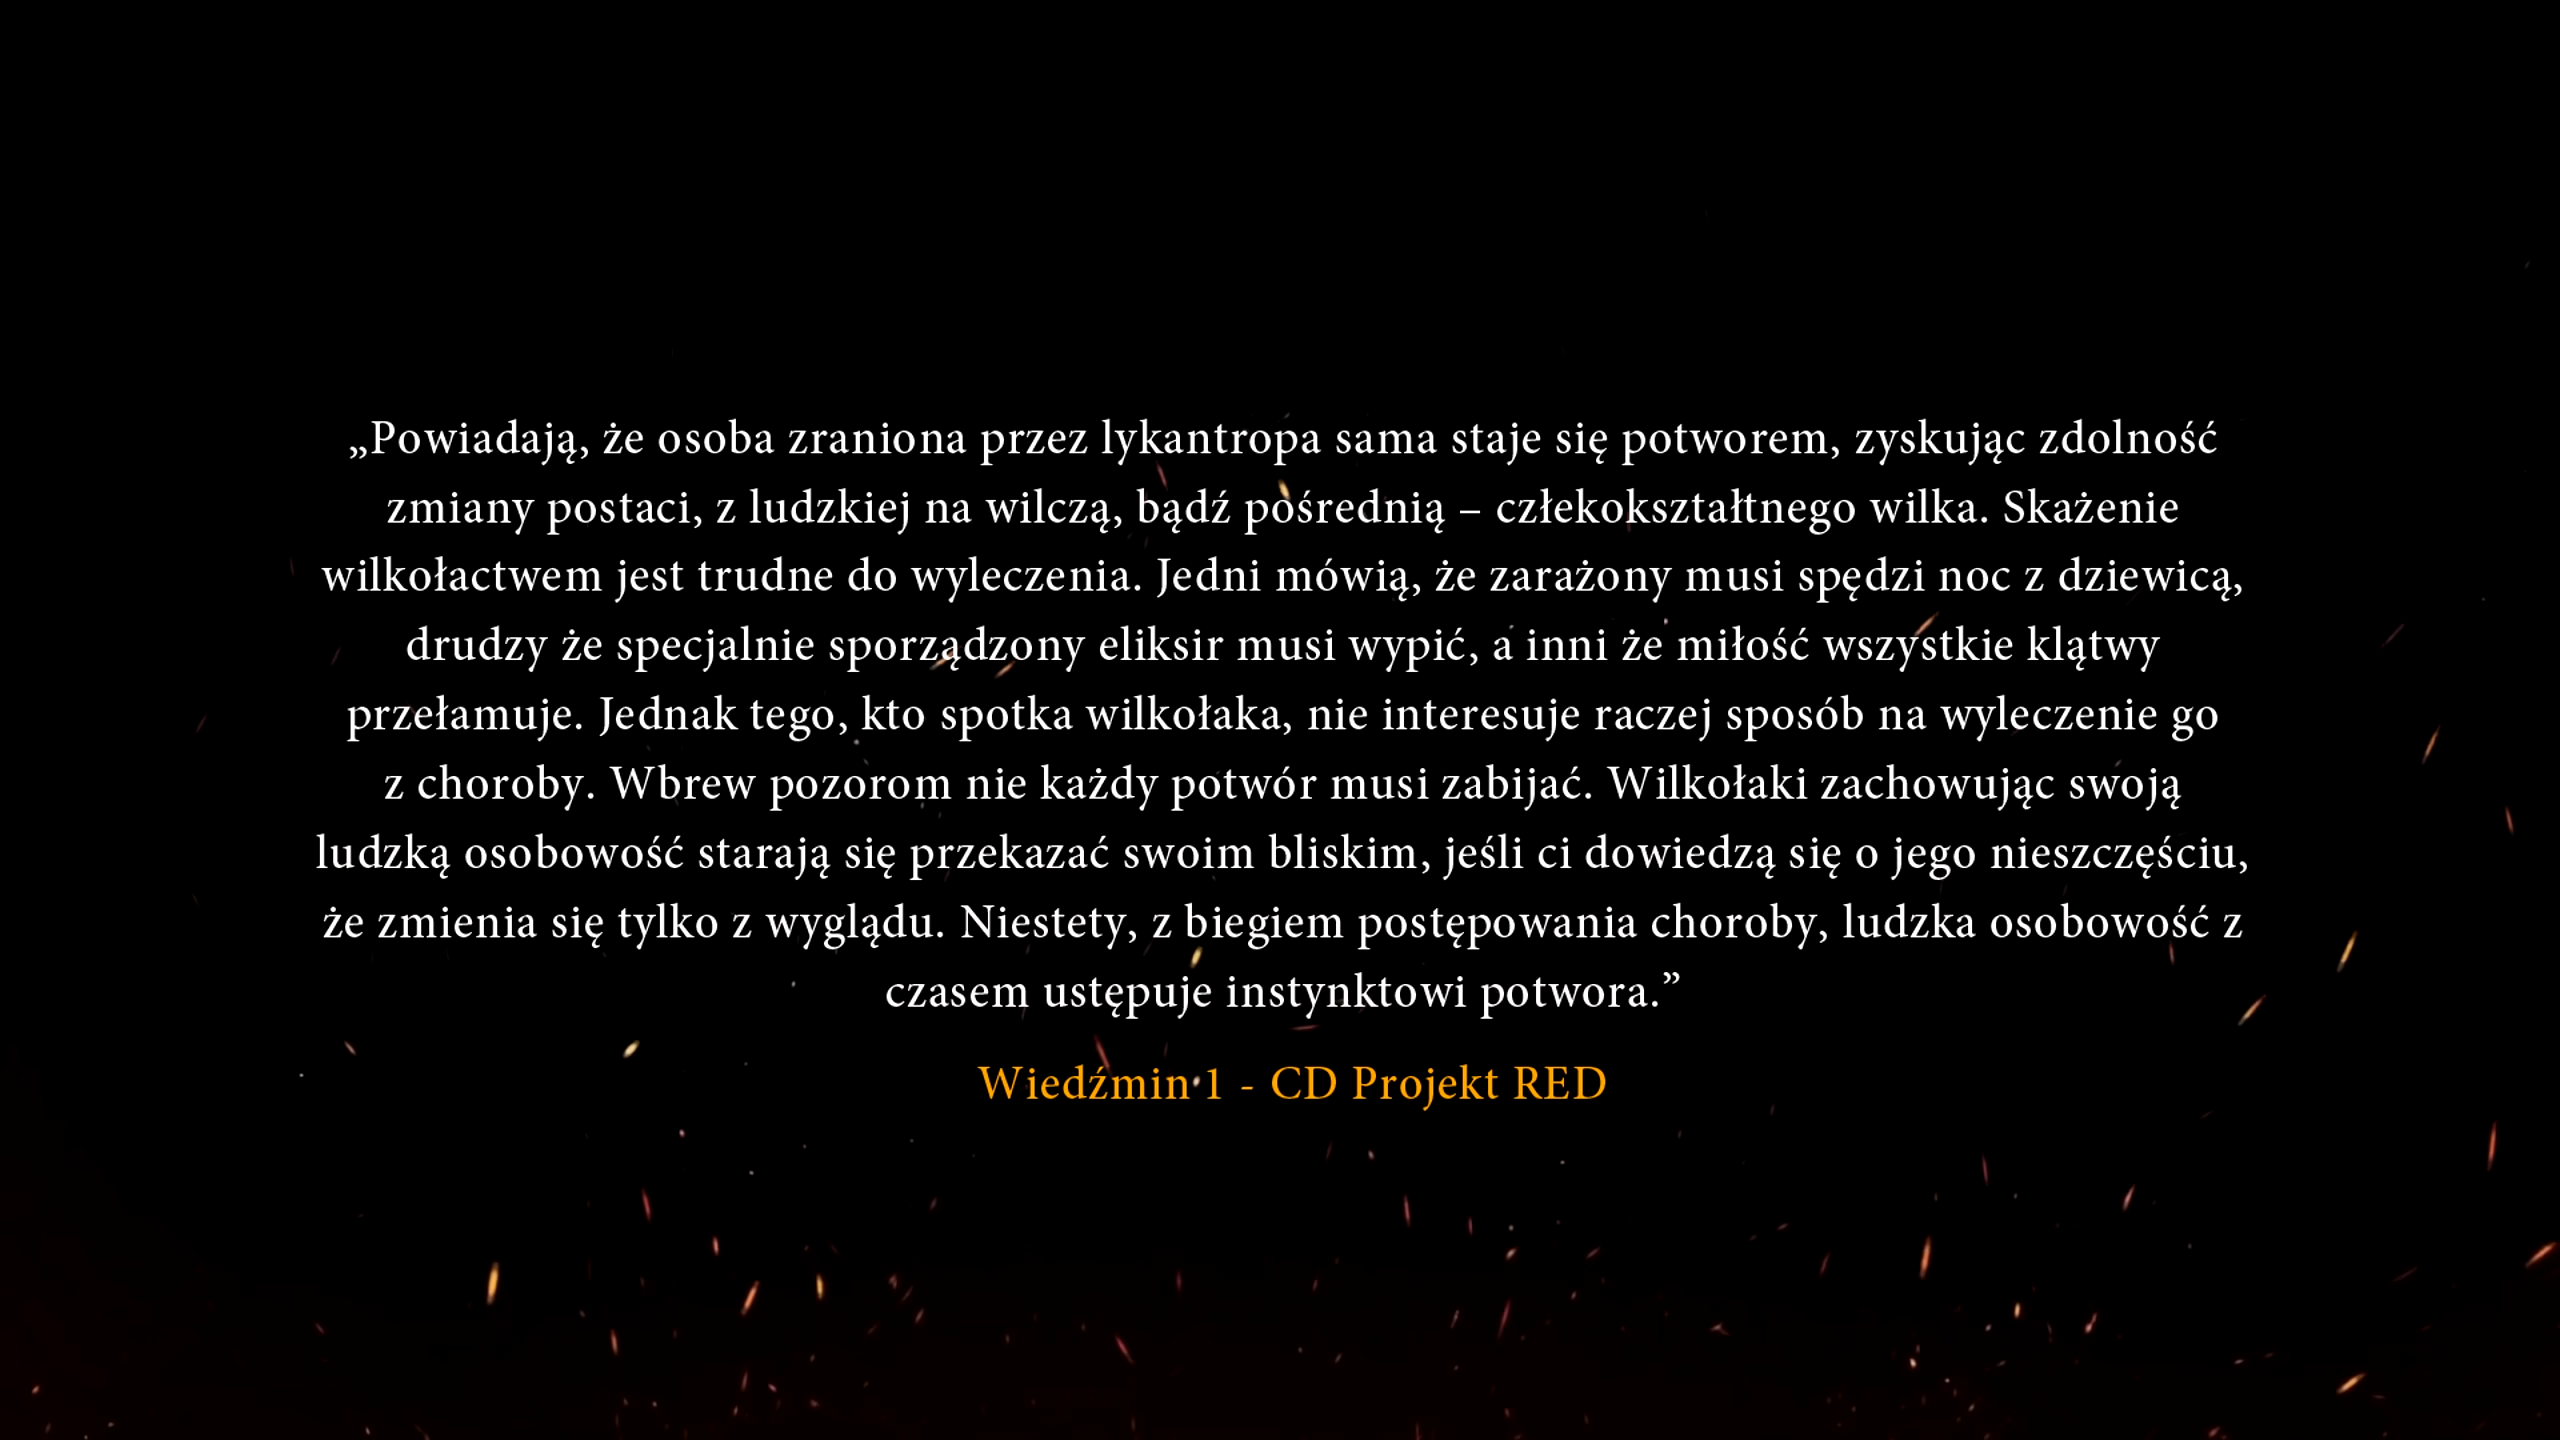 „Powiadają, że osoba zraniona przez lykantropa sama staje się potworem, zyskując zdolność
zmiany postaci, z ludzkiej na wilczą, bądź pośrednią – człekokształtnego wilka. Skażenie
wilkołactwem jest trudne do wyleczenia. Jedni mówią, że zarażony musi spędzi noc z dziewicą,
drudzy że specjalnie sporządzony eliksir musi wypić, a inni że miłość wszystkie klątwy
przełamuje. Jednak tego, kto spotka wilkołaka, nie interesuje raczej sposób na wyleczenie go
z choroby. Wbrew pozorom nie każdy potwór musi zabijać. Wilkołaki zachowując swoją
ludzką osobowość starają się przekazać swoim bliskim, jeśli ci dowiedzą się o jego nieszczęściu,
że zmienia się tylko z wyglądu. Niestety, z biegiem postępowania choroby, ludzka osobowość z
czasem ustępuje instynktowi potwora.”
Wiedźmin 1 - CD Projekt RED